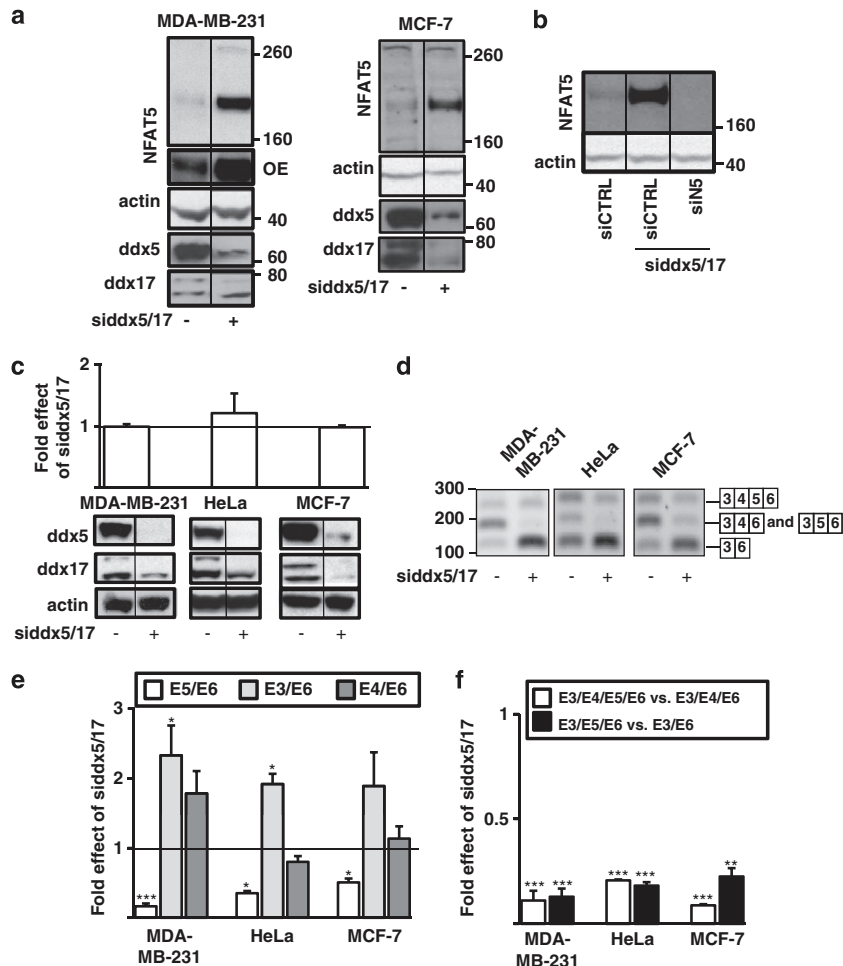 a
MDA-MB-231
NFAT5
260
160
OE
actin
40
ddx5
60
ddx17
80
siddx5/17 - +
MCF-7
NFAT5
260
160
actin
40
ddx5
60
ddx17
80
siddx5/17 - +
b
NFAT5
160
actin
40
siCTRL
siCTRL
siN5
siddx5/17
c
Fold effect
of siddx5/17
2
1
MDA-MB-231 HeLa MCF-7
ddx5
ddx17
actin
siddx5/17 - + - + - +
d
MDA-
MB-231
HeLa
MCF-7
300
200
100
3 4 5 6
3 4 6 and 3 5 6
3 6
siddx5/17 - + - + - +
e
E5/E6 E3/E6 E4/E6
Fold effect of siddx5/17
3
2
1
0
*** * * * *
MDA-
MB-231
HeLa
MCF-7
f
E3/E4/E5/E6 vs. E3/E4/E6
E3/E5/E6 vs. E3/E6
Fold effect of siddx5/17
1
0.5
0
*** *** *** *** *** **
MDA-
MB-231
HeLa
MCF-7